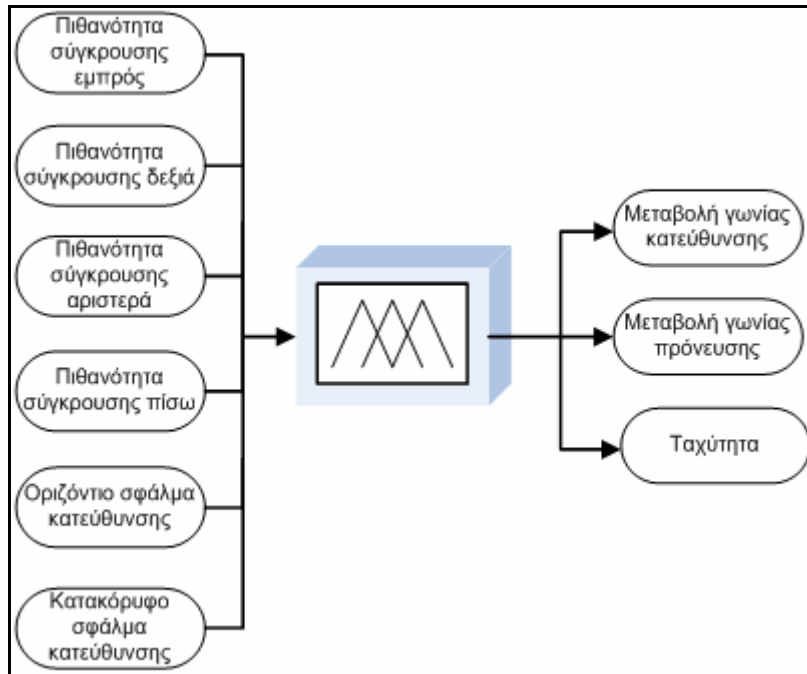 Πιθανότητα
σύγκρουσης
εμπρός
Πιθανότητα
σύγκρουσης δεξιά
Πιθανότητα
σύγκρουσης
αριστερά
Πιθανότητα
σύγκρουσης πίσω
Οριζόντιο σφάλμα
κατεύθυνσης
Κατακόρυφο
σφάλμα
κατεύθυνσης
Μεταβολή γωνίας
κατεύθυνσης
Μεταβολή γωνίας
πρόνευσης
Ταχύτητα